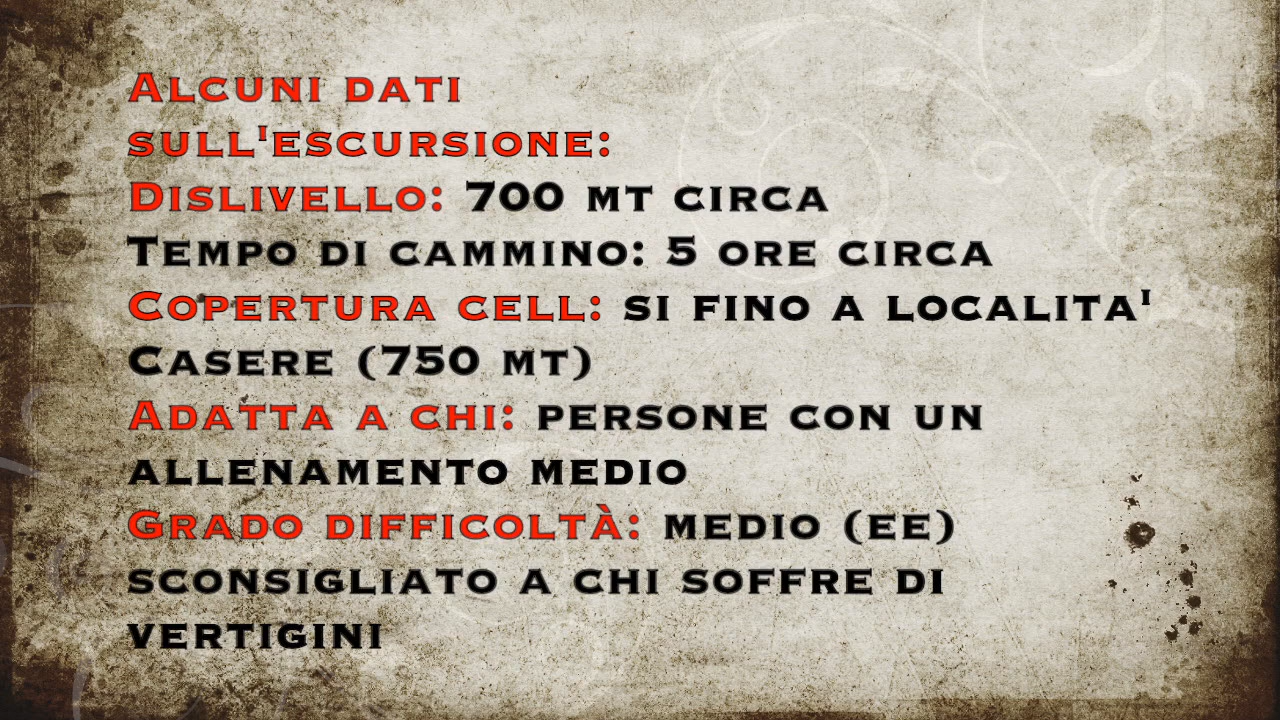 Alcuni dati
sull'escursione:
Dislivello: 700 mt circa
Tempo di cammino: 5 ore circa
Copertura cell: si fino a localita'
Casere (750 mt)
Adatta a chi: persone con un
allenamento medio
Grado difficoltà: medio (ee)
sconsigliato a chi soffre di
vertigini